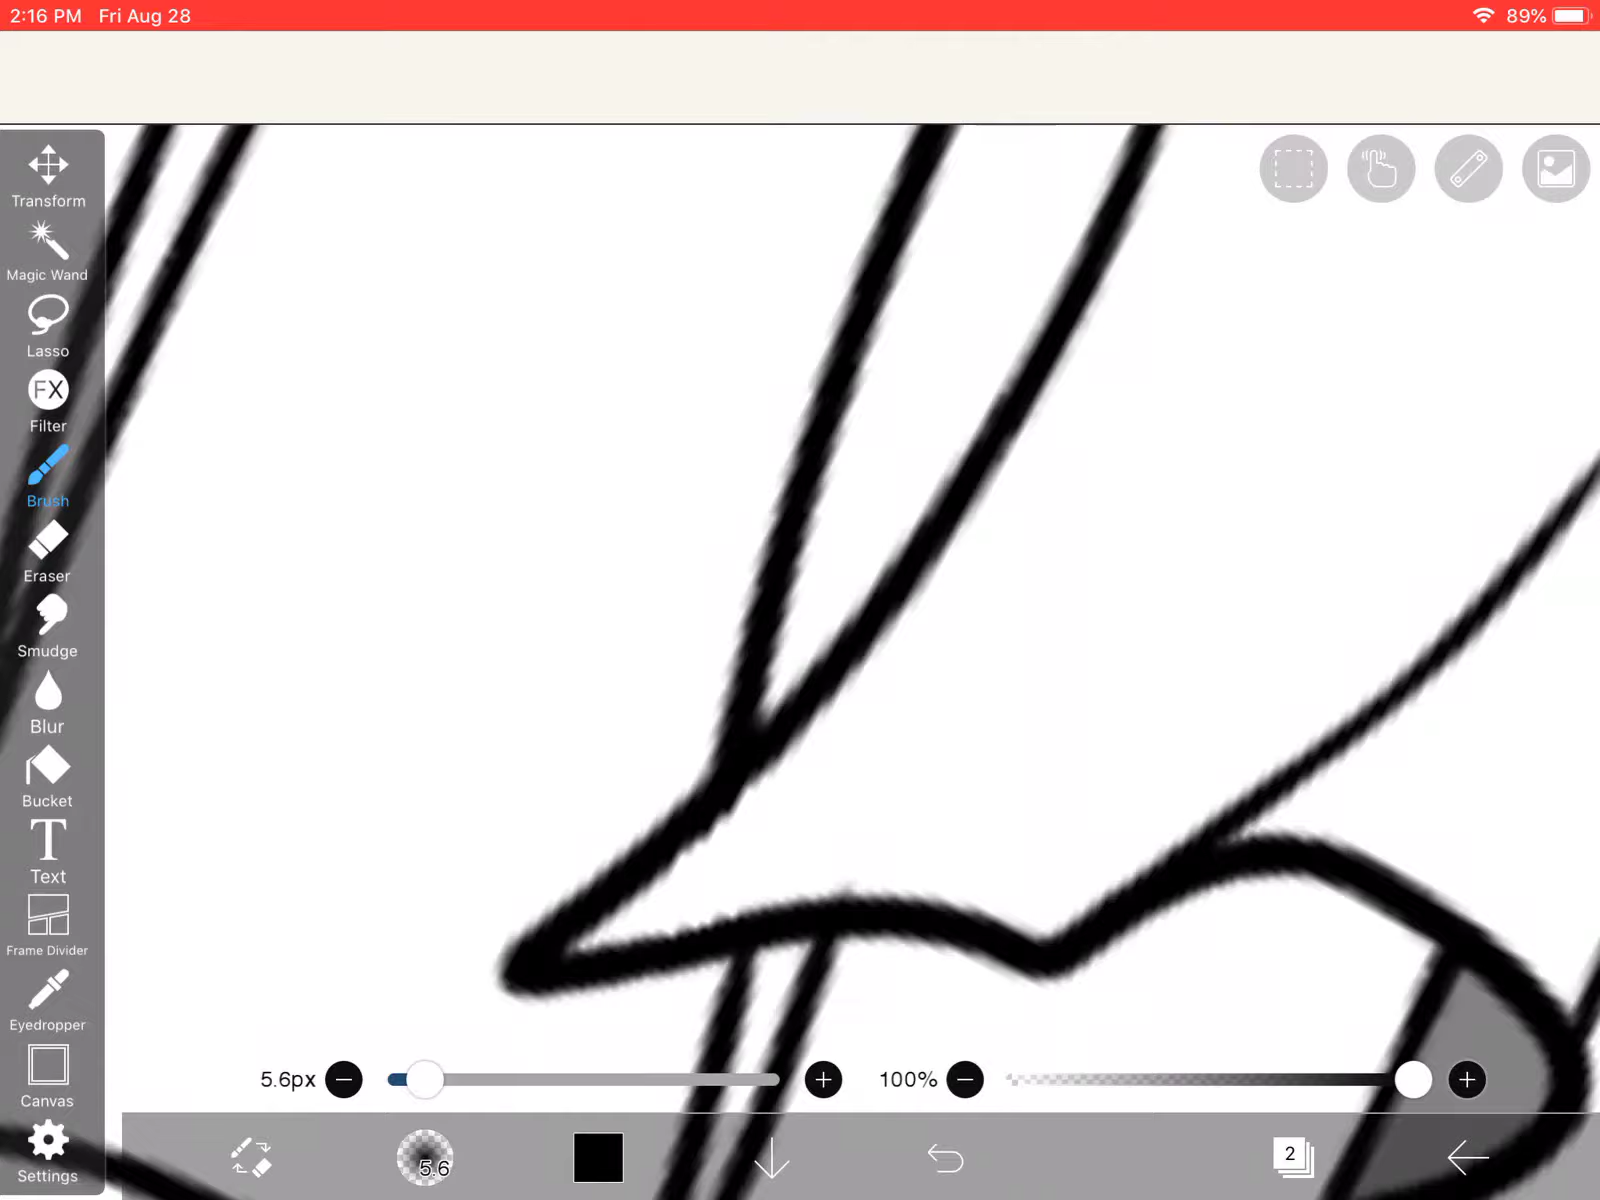 2:16 PM Fri Aug 28
89%
Transform
Magic Wand
Lasso
FX
Filter
Brush
Eraser
Smudge
Blur
Bucket
T
Text
Frame Divider
Eyedropper
Canvas
Settings
5.6px
100%
5.6
2